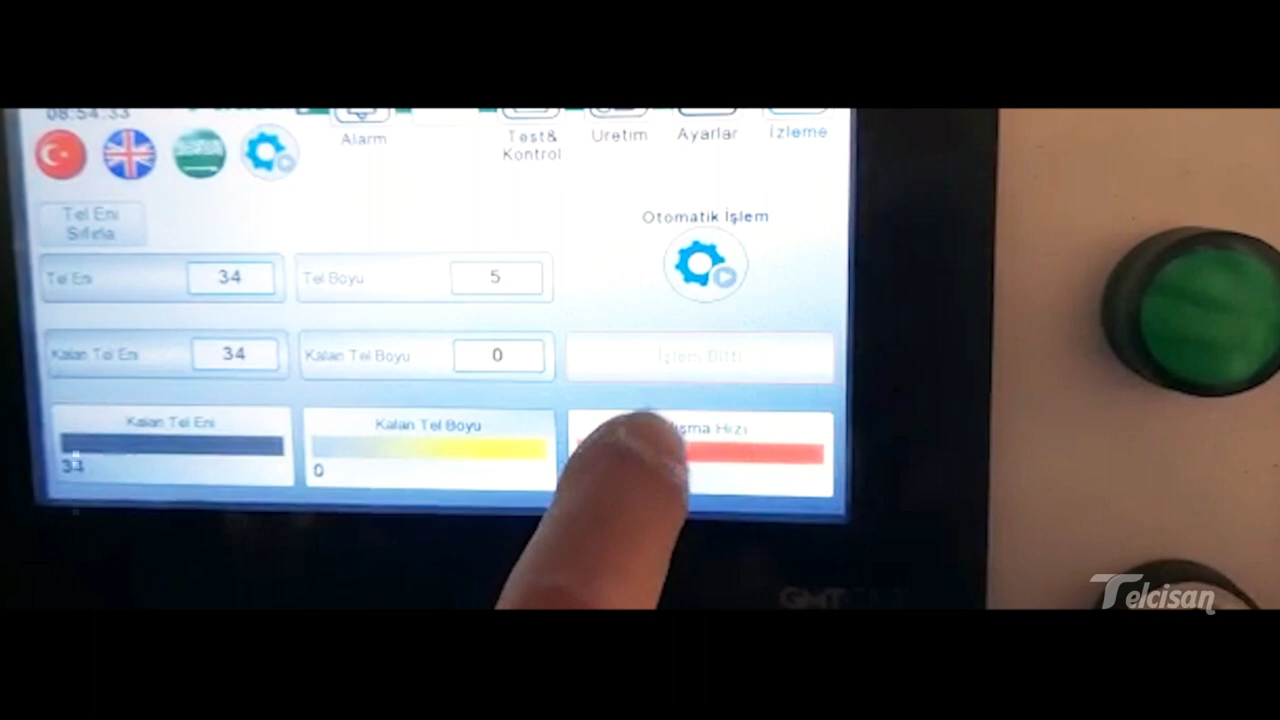 08:54:33
Alarm
Test&
Kontrol
Üretim
Ayarlar
İzleme
Tel Eni
Sıfırla
Otomatik İşlem
Tel Eni
34
Tel Boyu
5
Kalan Tel Eni
34
Kalan Tel Boyu
0
İşlem Bitti
Kalan Tel Eni
34
Kalan Tel Boyu
0
Hızı
GMT
Telcisan